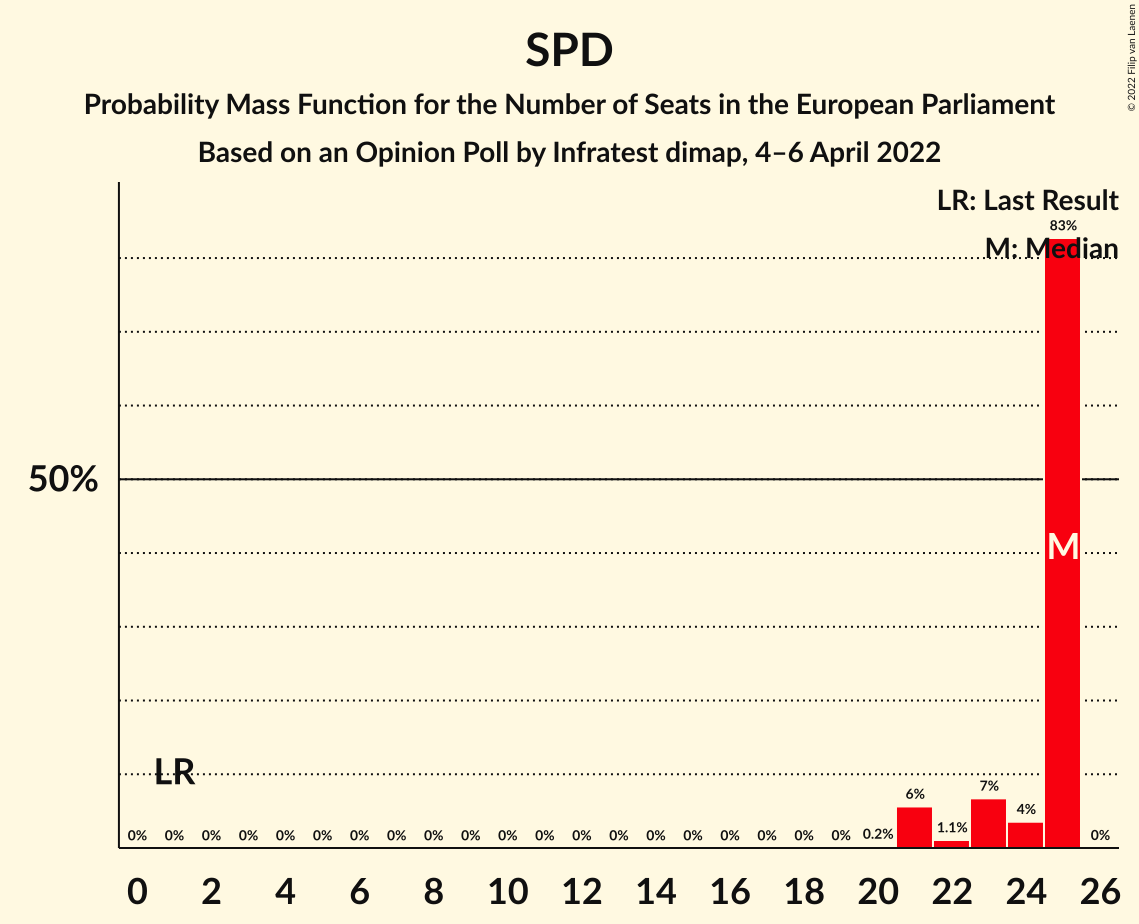 SPD
Probability Mass Function for the Number of Seats in the European Parliament
Based on an Opinion Poll by Infratest dimap, 4–6 April 2022
© 2022 Filip van Laenen
LR: Last Result
83%
M: Median
50%
M
LR
0% 0% 0% 0% 0% 0% 0% 0% 0% 0% 0% 0% 0% 0% 0% 0% 0% 0% 0% 0% 0.2% 6% 1.1% 7% 4% 0%
0 2 4 6 8 10 12 14 16 18 20 22 24 26